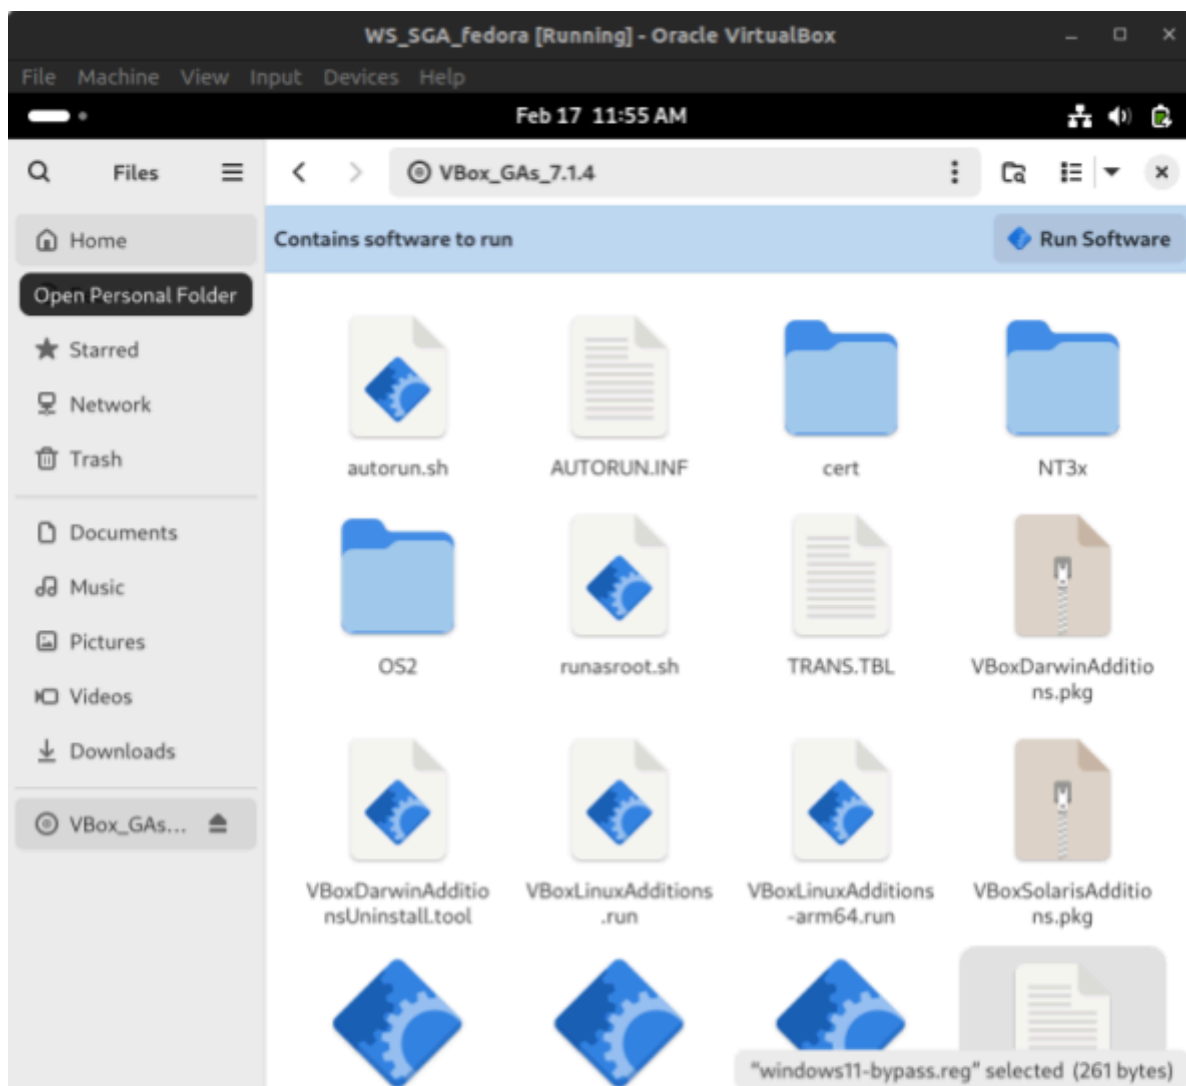 WS_SGA_fedora [Running] - Oracle VirtualBox
File Machine View Input Devices Help
Feb 17 11:55 AM
Files
VBox_GAs_7.1.4
Home
Contains software to run
Run Software
Open Personal Folder
Starred
Network
Trash
Documents
Music
Pictures
Videos
Downloads
VBox_GAs...
autorun.sh
AUTORUN.INF
cert
NT3x
OS2
runasroot.sh
TRANS.TBL
VBoxDarwinAdditio
ns.pkg
VBoxDarwinAdditio
nsUninstall.tool
VBoxLinuxAdditions
.run
VBoxLinuxAdditions
-arm64.run
VBoxSolarisAdditio
ns.pkg
"windows11-bypass.reg" selected (261 bytes)